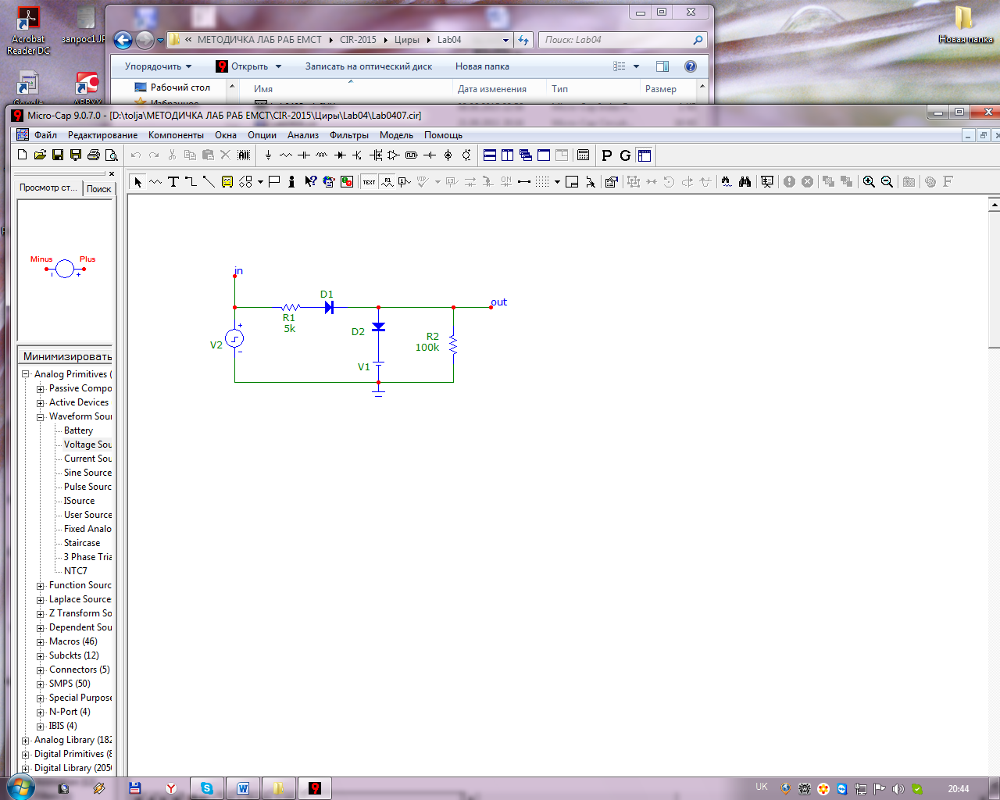 Acrobat
Reader DC
запрос1.JP
Новая папка
« МЕТОДИЧКА ЛАБ РАБ ЕМСТ
CIR-2015
Циры
Lab04
Поиск: Lab04
Упорядочить
Открыть
Записать на оптический диск
Новая папка
Рабочий стол
Избранное
Имя
Дата изменения
Тип
Размер
Google
ABBYY
Micro-Cap 9.0.7.0 - [D:\tolja\МЕТОДИЧКА ЛАБ РАБ ЕМСТ\CIR-2015\Циры\Lab04\Lab0407.cir]
Файл
Редактирование
Компоненты
Окна
Опции
Анализ
Фильтры
Модель
Помощь
P
G
Просмотр ст...
Поиск
T
TEXT
R1
VIP
ON
F
Minus
Plus
in
D1
out
R1
5k
D2
R2
100k
V2
V1
Минимизировать
Analog Primitives (
Passive Compo
Active Devices
Waveform Sour
Battery
Voltage Sou
Current Sou
Sine Source
Pulse Sourc
ISource
User Source
Fixed Analo
Staircase
3 Phase Tria
NTC7
Function Sourc
Laplace Source
Z Transform So
Dependent Sou
Macros (46)
Subckts (12)
Connectors (5)
SMPS (50)
Special Purpose
N-Port (4)
IBIS (4)
Analog Library (182
Digital Primitives (8
Digital Library (2050
UK
20:44